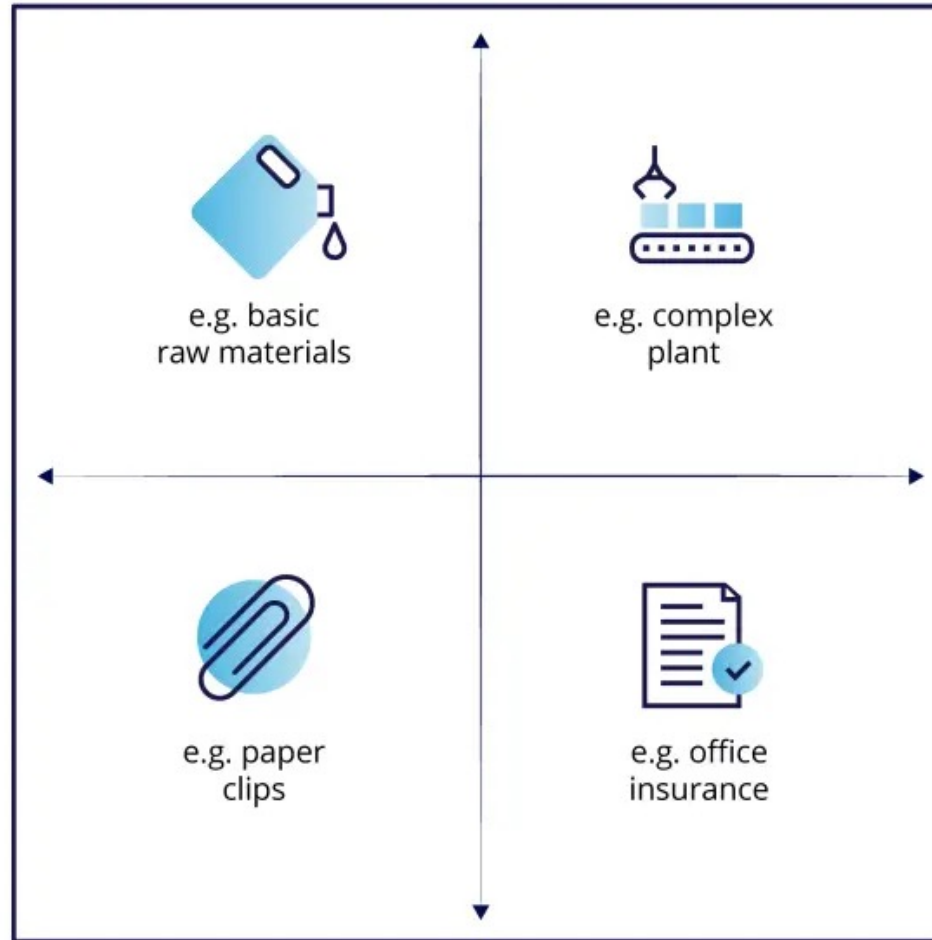 e.g. basic
raw materials
e.g. complex
plant
e.g. paper
clips
e.g. office
insurance